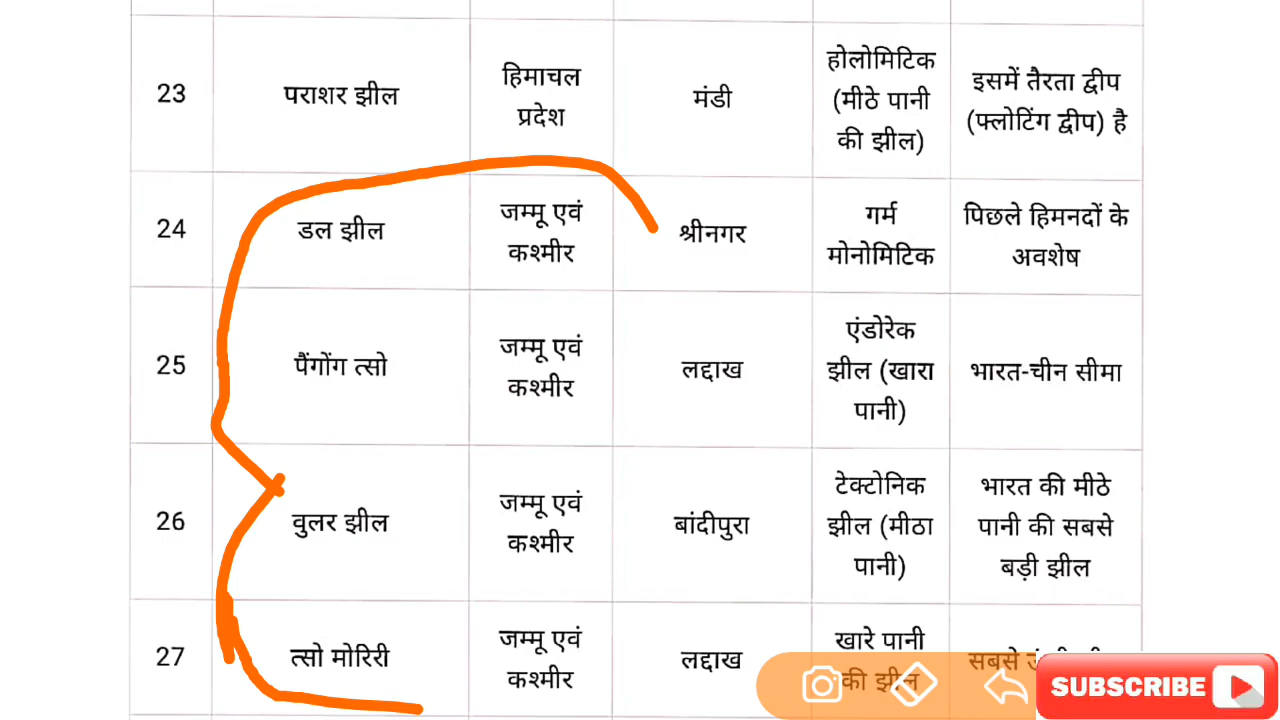 23
पराशर झील
हिमाचल
प्रदेश
मंडी
होलोमिटिक
(मीठे पानी
की झील)
इसमें तैरता द्वीप
(फ्लोटिंग द्वीप) है
24
डल झील
जम्मू एवं
कश्मीर
श्रीनगर
गर्म
मोनोमिटिक
पिछले हिमनदों के
अवशेष
25
पैंगोंग त्सो
जम्मू एवं
कश्मीर
लद्दाख
एंडोरेक
झील (खारा
पानी)
भारत-चीन सीमा
26
वुलर झील
जम्मू एवं
कश्मीर
बांदीपुरा
टेक्टोनिक
झील (मीठा
पानी)
भारत की मीठे
पानी की सबसे
बड़ी झील
27
त्सो मोरिरी
जम्मू एवं
कश्मीर
लद्दाख
खारे पानी
की झील
सबसे
SUBSCRIBE